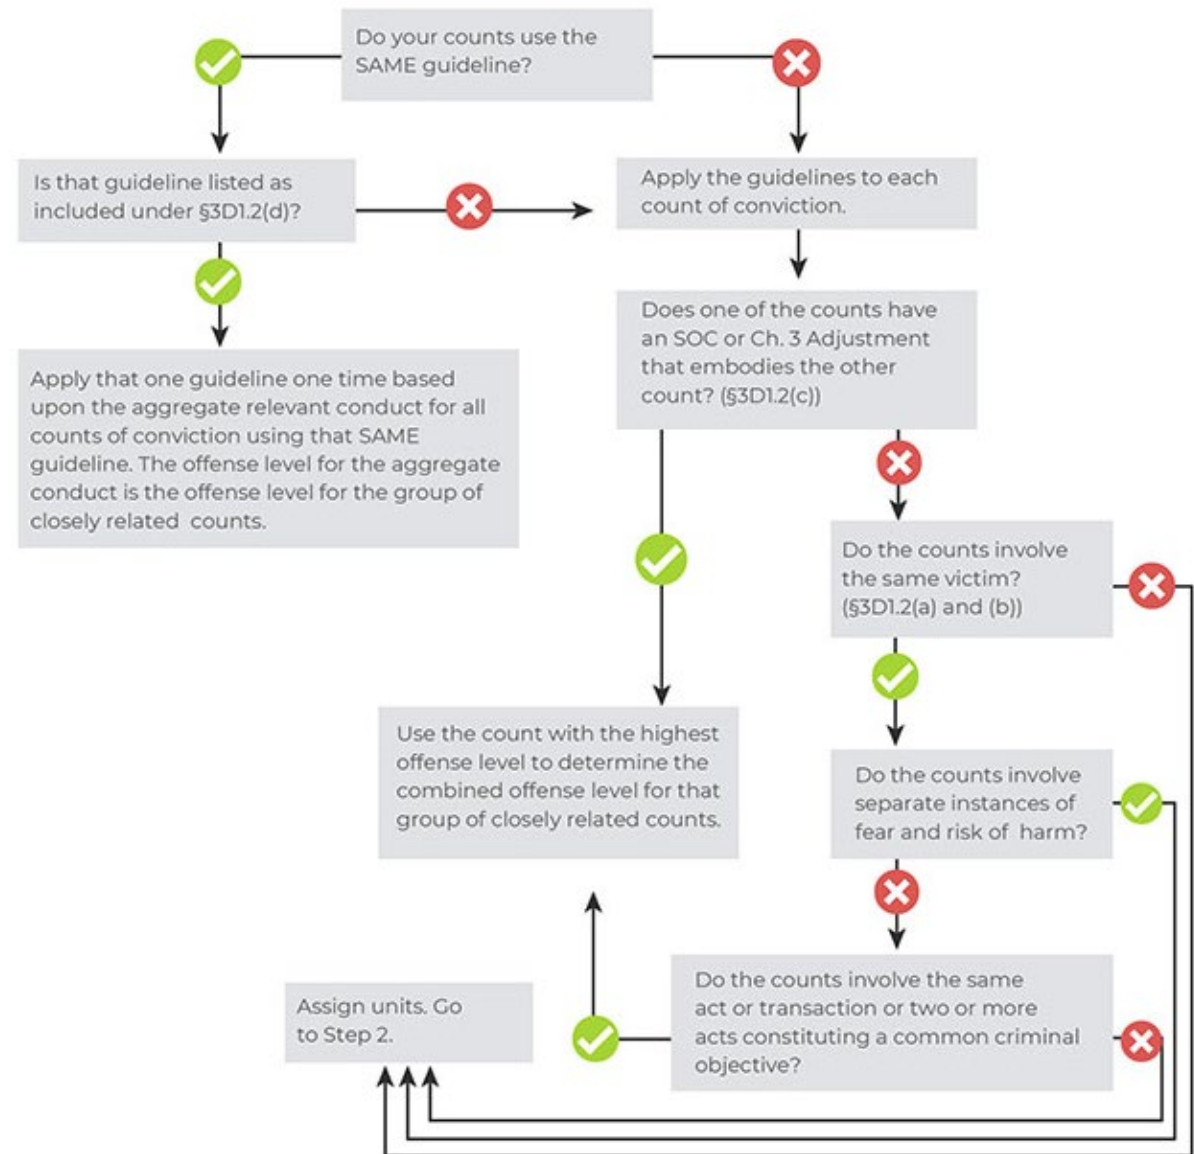 Do your counts use the
SAME guideline?
Is that guideline listed as
included under §3D1.2(d)?
Apply the guidelines to each
count of conviction.
Does one of the counts have
an SOC or Ch. 3 Adjustment
that embodies the other
count? (§3D1.2(c))
Apply that one guideline one time based
upon the aggregate relevant conduct for all
counts of conviction using that SAME
guideline. The offense level for the aggregate
conduct is the offense level for the group of
closely related counts.
Do the counts involve
the same victim?
(§3D1.2(a) and (b))
Use the count with the highest
offense level to determine the
combined offense level for that
group of closely related counts.
Do the counts involve
separate instances of
fear and risk of harm?
Do the counts involve the same
act or transaction or two or more
acts constituting a common criminal
objective?
Assign units. Go
to Step 2.